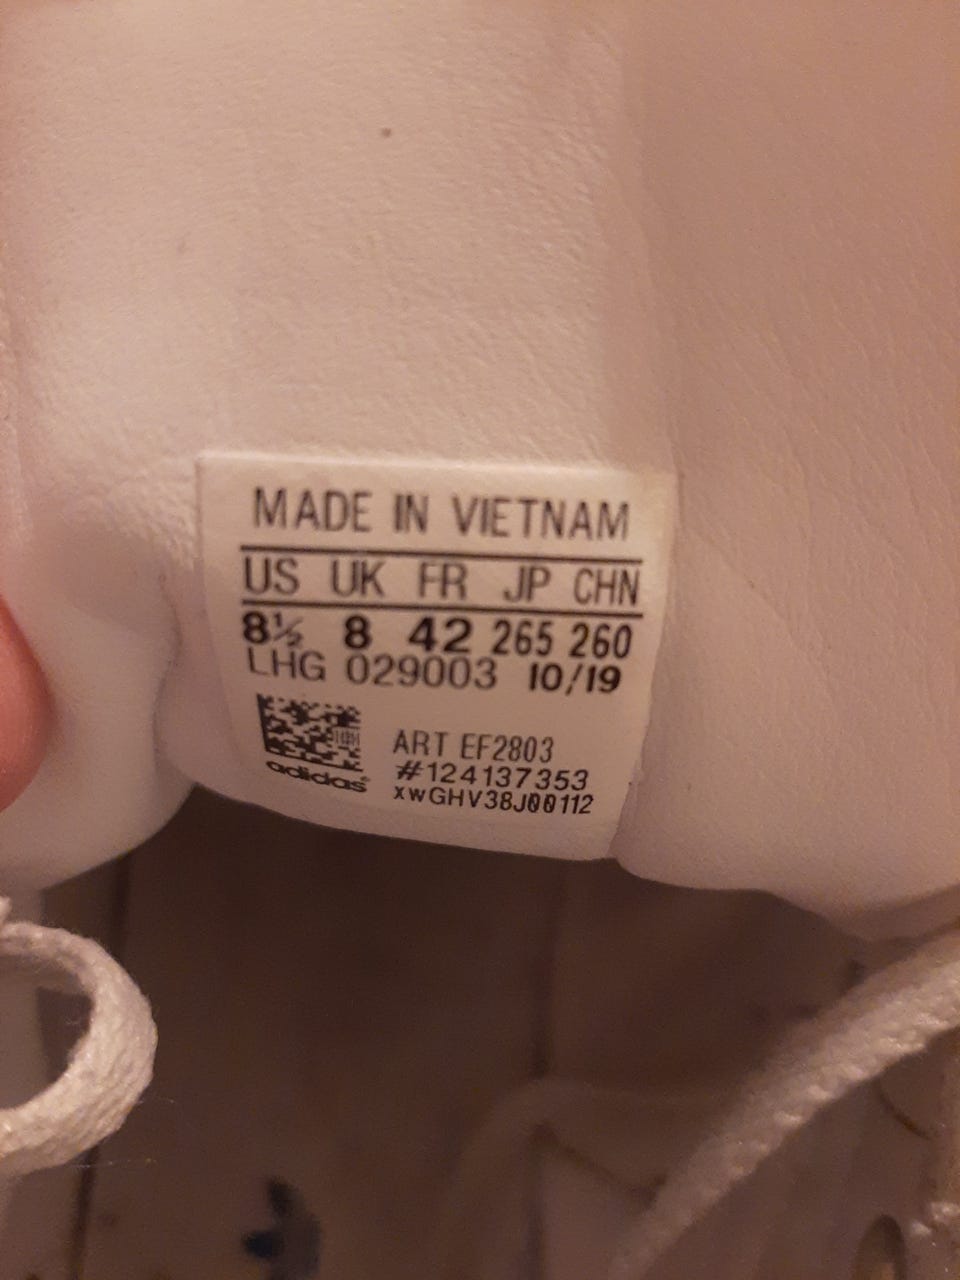 MADE IN VIETNAM
US UK FR JP CHN
8½ 8 42 265 260
LHG 029003 10/19
ART EF2803
#124137353
xwGHV38J00112
adidas